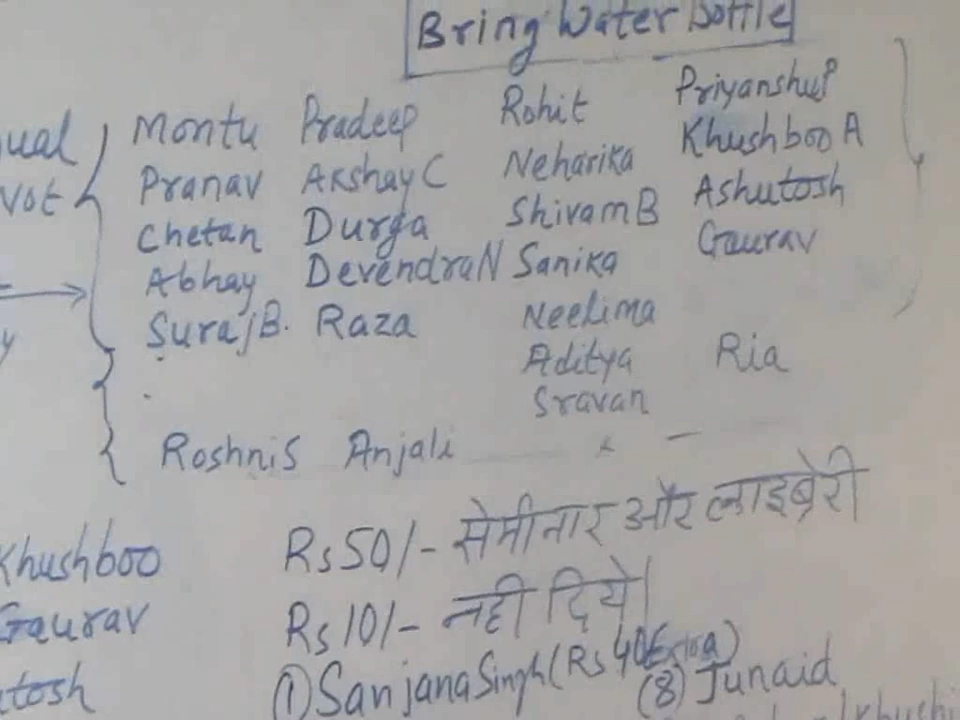 Bring Water Bottle
Montu Pradeep Rohit Priyanshu P
Pranav Akshay C Neharika Khushboo A
Chetan Durga Shivam B Ashutosh
Abhay Devendra N Sanika Gaurav
Suraj B. Raza Neelima
Aditya Ria
Sravan
Roshni S Anjali
Khushboo Rs 50/- सेमीनार और लाइब्रेरी
Gaurav Rs 10/- नही दिये।
tosh ① Sanjana Singh (Rs 40 Extra) (8) Junaid